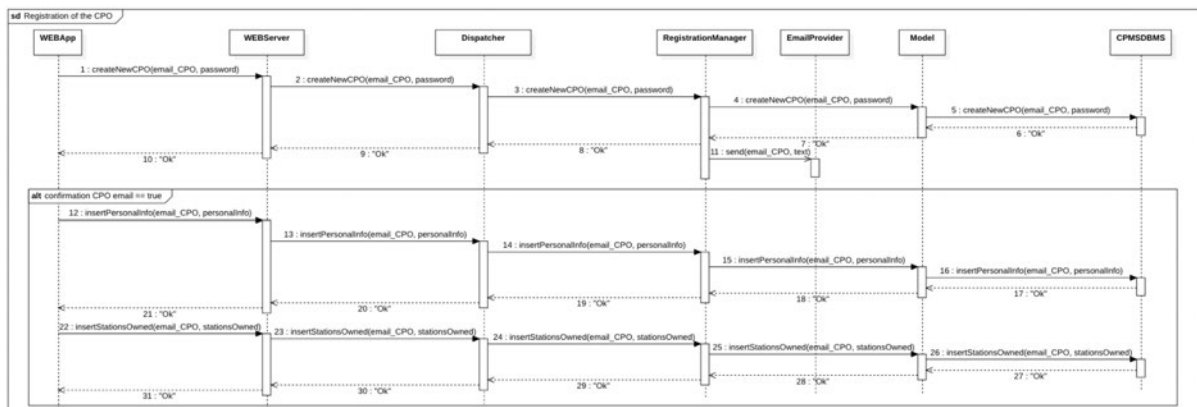 sd Registration of the CPO
WEBApp
WEBServer
Dispatcher
RegistrationManager
EmailProvider
Model
CPMSDBMS
1 : createNewCPO(email_CPO, password)
2 : createNewCPO(email_CPO, password)
3 : createNewCPO(email_CPO, password)
4 : createNewCPO(email_CPO, password)
5 : createNewCPO(email_CPO, password)
6 : "Ok"
7 : "Ok"
8 : "Ok"
9 : "Ok"
10 : "Ok"
11 : send(email_CPO, text)
alt confirmation CPO email == true
12 : insertPersonalInfo(email_CPO, personalInfo)
13 : insertPersonalInfo(email_CPO, personalInfo)
14 : insertPersonalInfo(email_CPO, personalInfo)
15 : insertPersonalInfo(email_CPO, personalInfo)
16 : insertPersonalInfo(email_CPO, personalInfo)
17 : "Ok"
18 : "Ok"
19 : "Ok"
20 : "Ok"
21 : "Ok"
22 : insertStationsOwned(email_CPO, stationsOwned)
23 : insertStationsOwned(email_CPO, stationsOwned)
24 : insertStationsOwned(email_CPO, stationsOwned)
25 : insertStationsOwned(email_CPO, stationsOwned)
26 : insertStationsOwned(email_CPO, stationsOwned)
27 : "Ok"
28 : "Ok"
29 : "Ok"
30 : "Ok"
31 : "Ok"